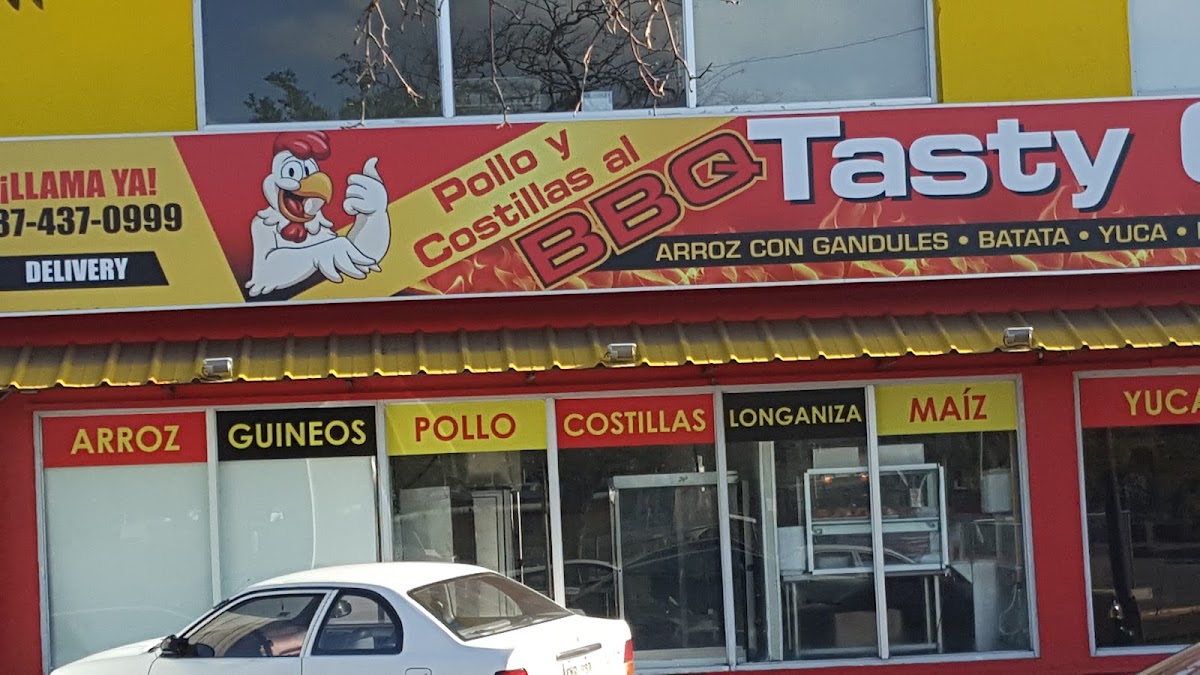 ¡LLAMA YA!
87-437-0999
DELIVERY
Pollo y
Costillas al
BBQ
Tasty
ARROZ CON GANDULES • BATATA • YUCA •
ARROZ
GUINEOS
POLLO
COSTILLAS
LONGANIZA
MAÍZ
YUCA